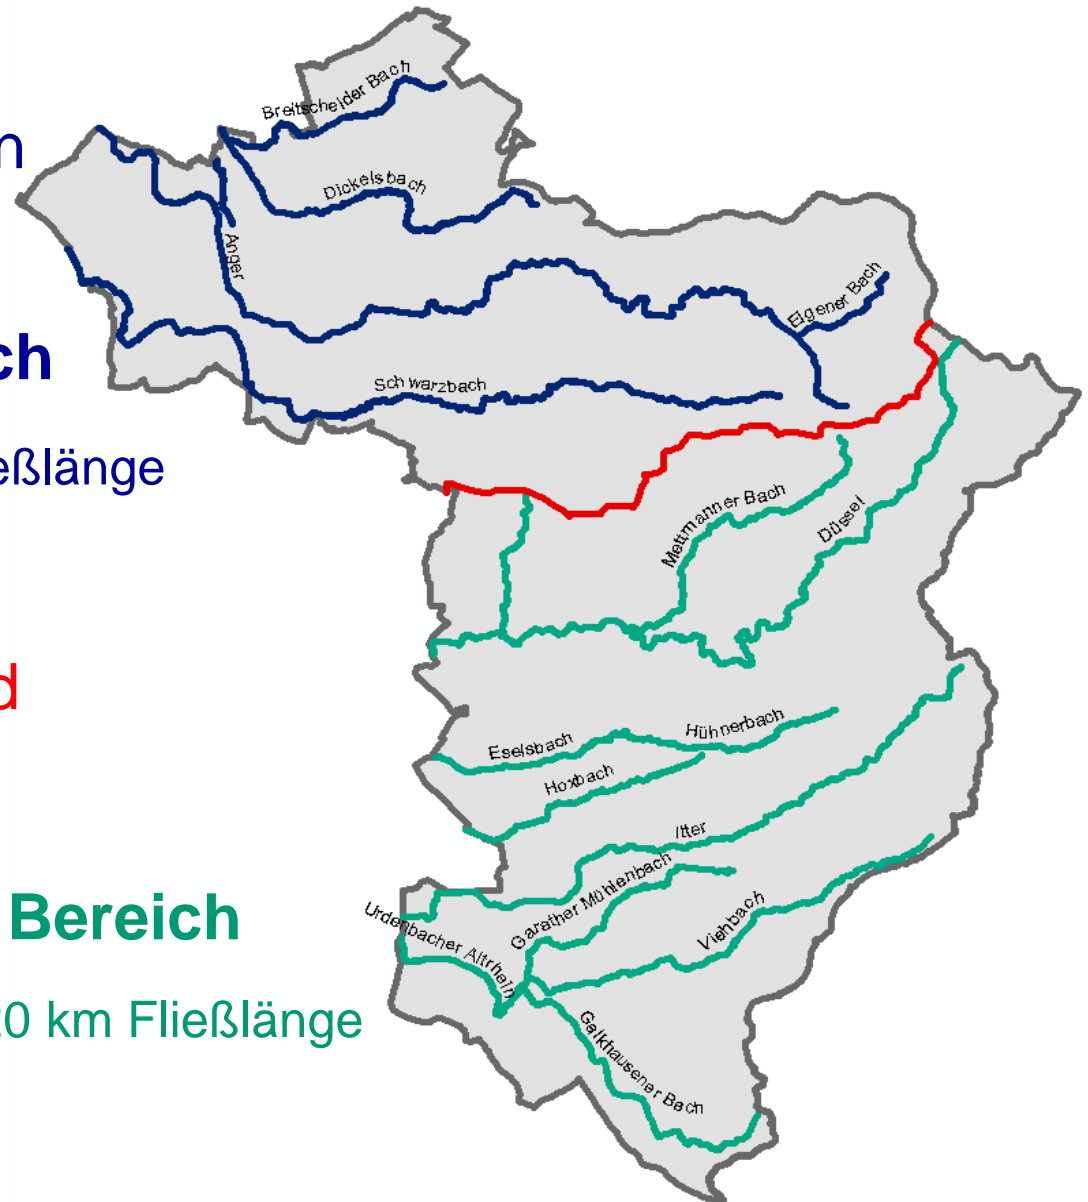 Breitscheider Bach
n
Dickelsbach
Anger
Eigener Bach
ch
Schwarzbach
eßlänge
Mettmanner Bach
Düssel
d
Hühnerbach
Eselsbach
Hoxbach
Itter
Garather Mühlenbach
Bereich
Urdenbacher Altrhein
Viehbach
0 km Fließlänge
Galkhausener Bach